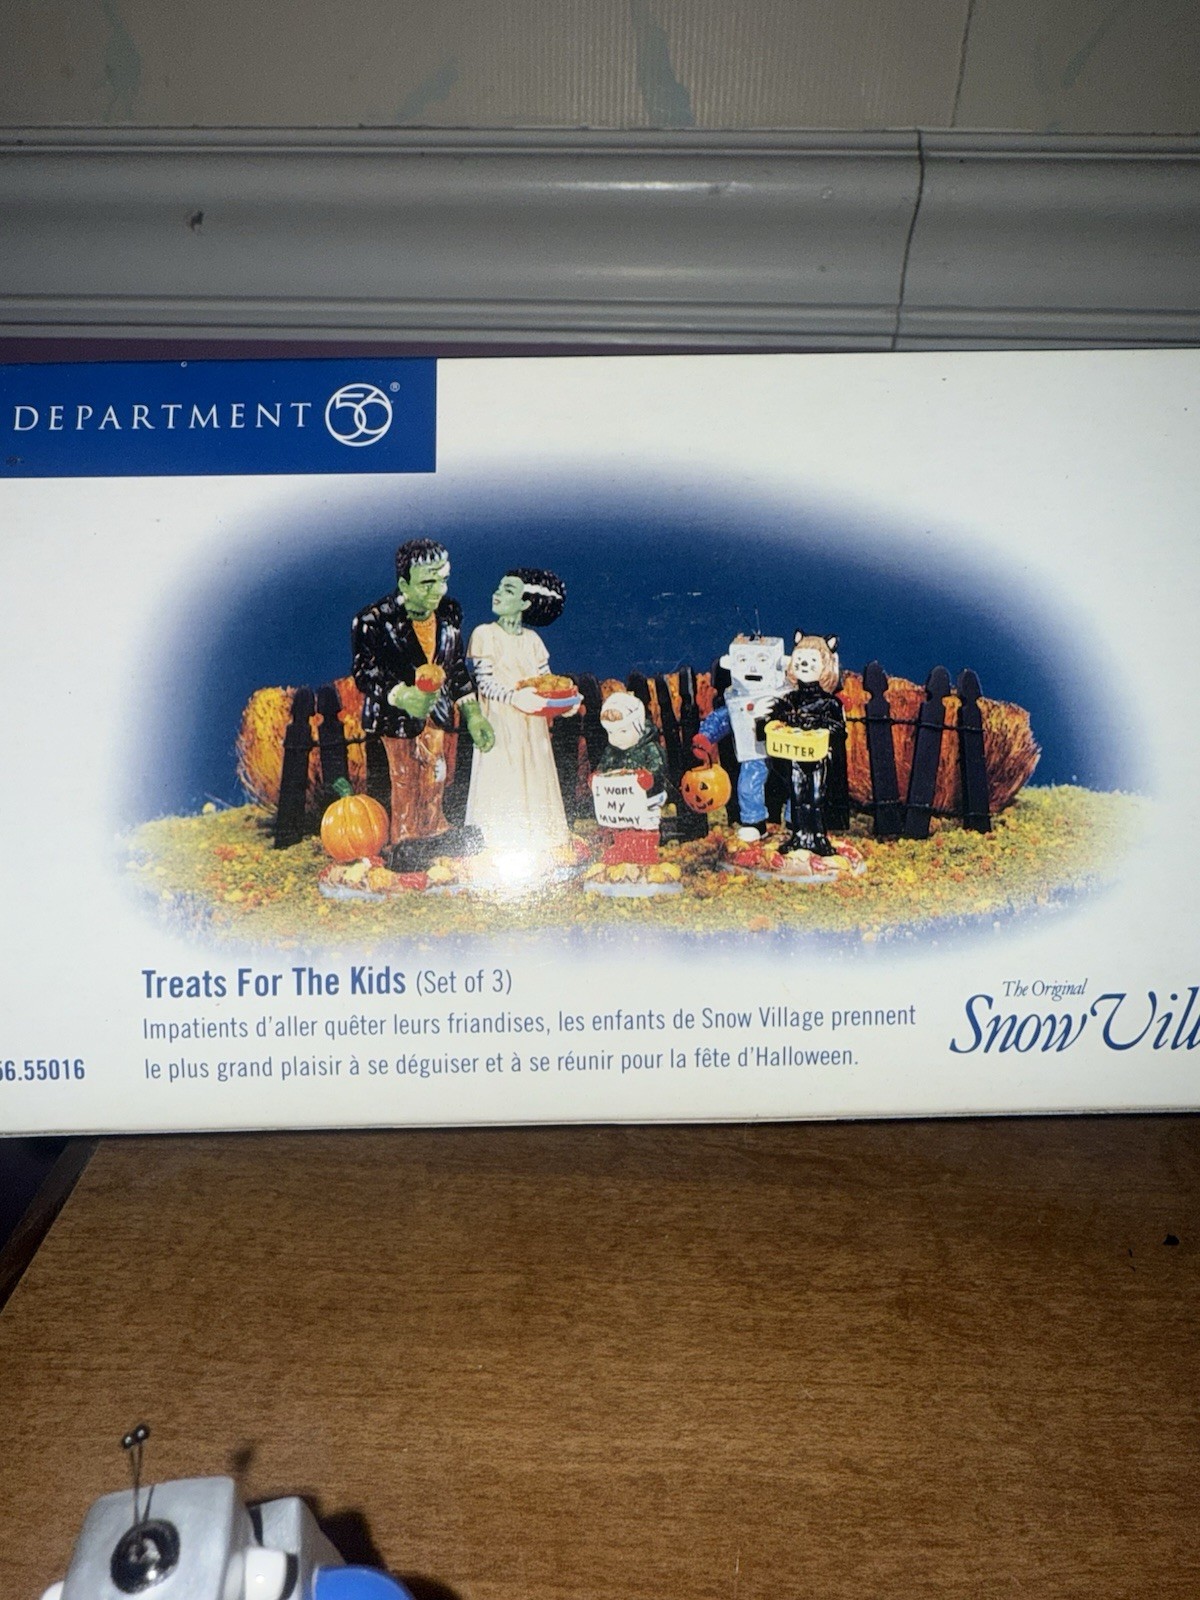 DEPARTMENT 56®
LITTER
I Want
My
MUMMY
Treats For The Kids (Set of 3)
Impatients d'aller quêter leurs friandises, les enfants de Snow Village prennent
le plus grand plaisir à se déguiser et à se réunir pour la fête d'Halloween.
56.55016
The Original
Snow Vill